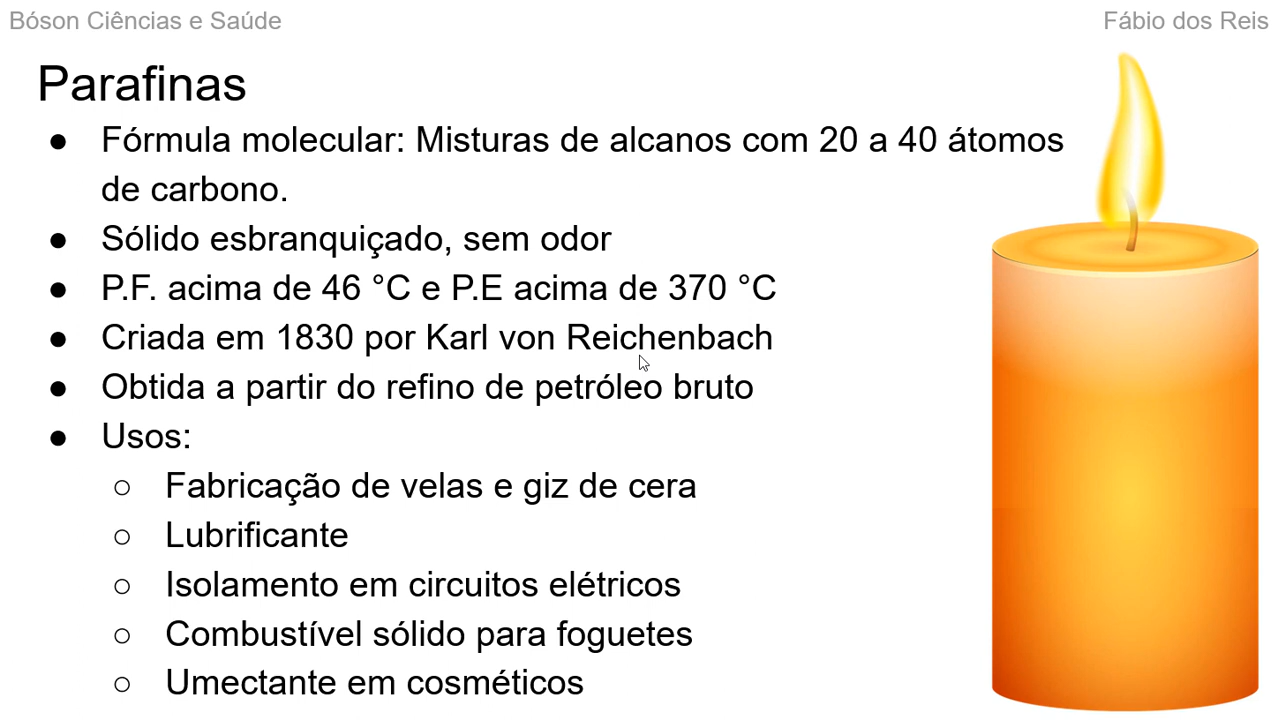 Bóson Ciências e Saúde
Fábio dos Reis
Parafinas
● Fórmula molecular: Misturas de alcanos com 20 a 40 átomos
de carbono.
● Sólido esbranquiçado, sem odor
● P.F. acima de 46 °C e P.E acima de 370 °C
● Criada em 1830 por Karl von Reichenbach
● Obtida a partir do refino de petróleo bruto
● Usos:
○ Fabricação de velas e giz de cera
○ Lubrificante
○ Isolamento em circuitos elétricos
○ Combustível sólido para foguetes
○ Umectante em cosméticos